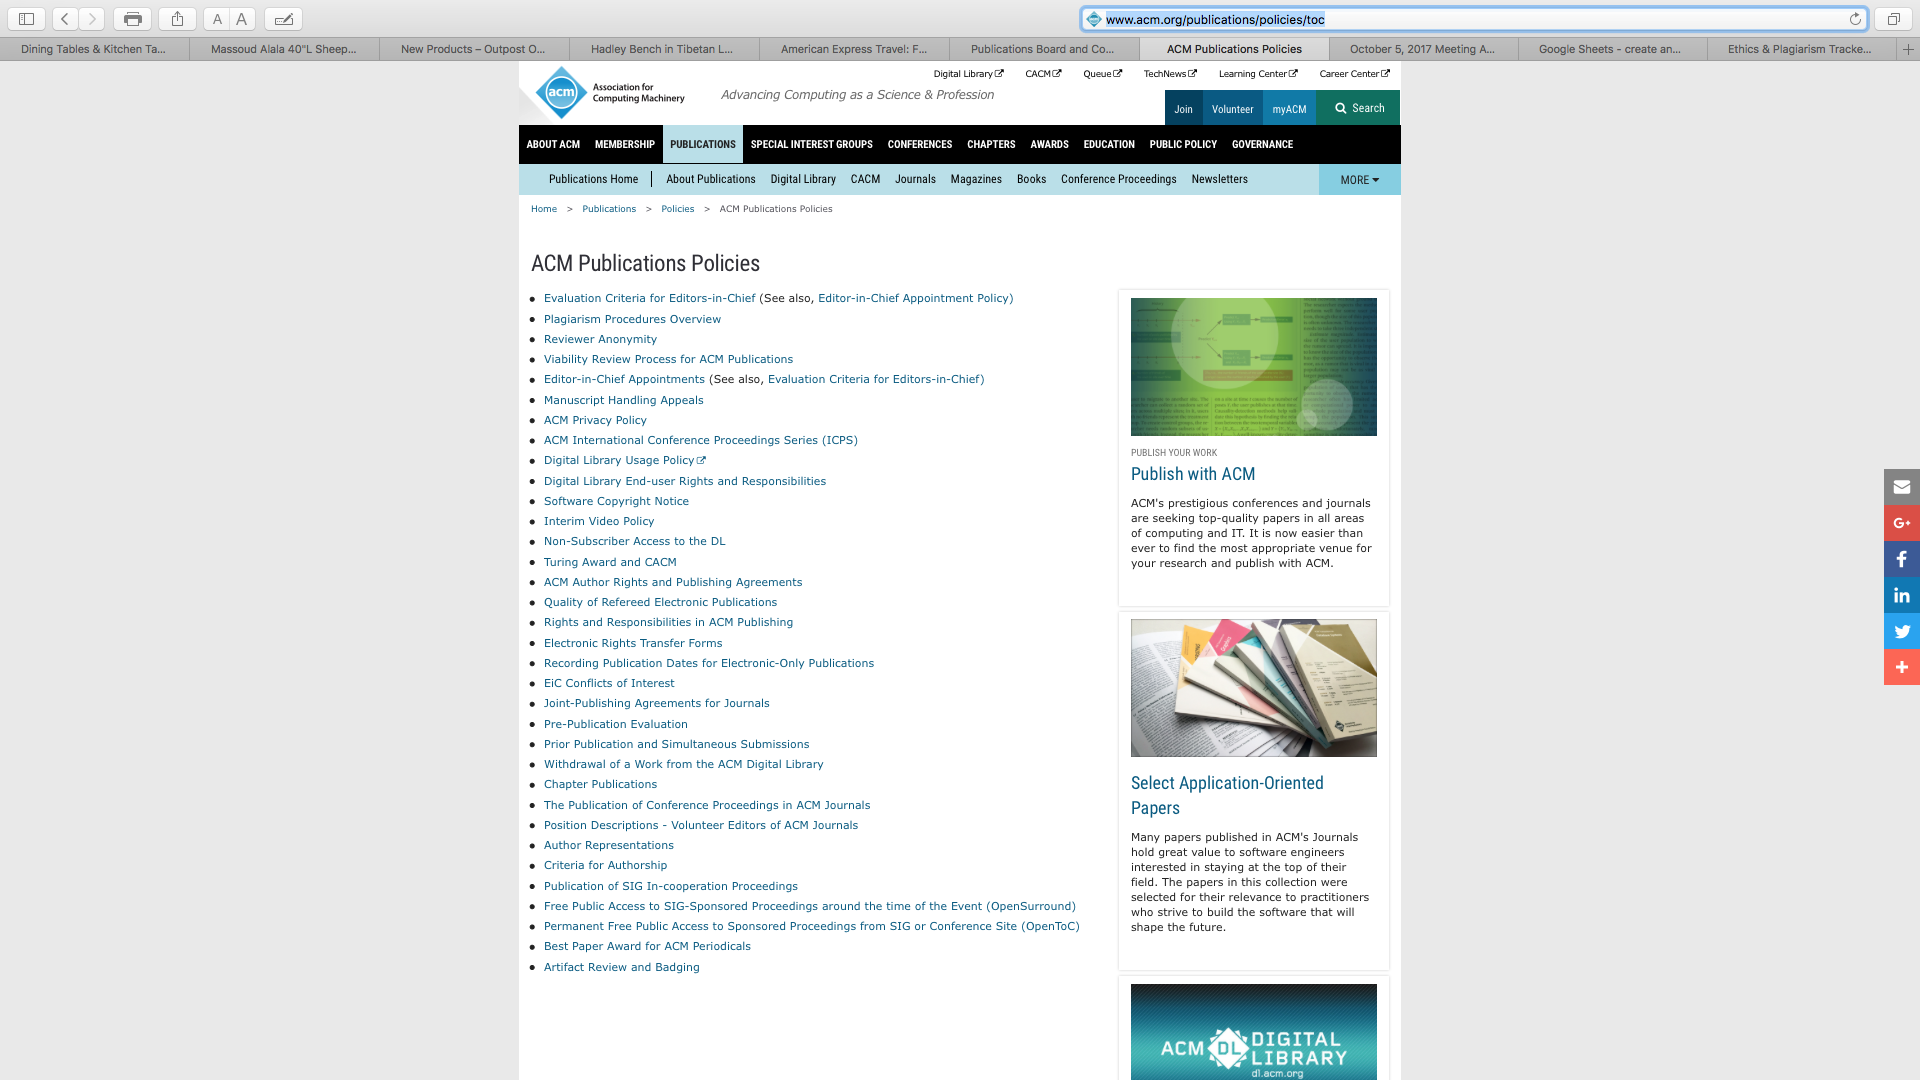 A A
www.acm.org/publications/policies/toc
Dining Tables & Kitchen Ta...
Massoud Alala 40"L Sheep...
New Products – Outpost O...
Hadley Bench in Tibetan L...
American Express Travel: F...
Publications Board and Co...
ACM Publications Policies
October 5, 2017 Meeting A...
Google Sheets - create an...
Ethics & Plagiarism Tracke...
Digital Library CACM Queue TechNews Learning Center Career Center
acm
Association for
Computing Machinery
Advancing Computing as a Science & Profession
Join Volunteer myACM Search
ABOUT ACM MEMBERSHIP PUBLICATIONS SPECIAL INTEREST GROUPS CONFERENCES CHAPTERS AWARDS EDUCATION PUBLIC POLICY GOVERNANCE
Publications Home About Publications Digital Library CACM Journals Magazines Books Conference Proceedings Newsletters MORE
Home > Publications > Policies > ACM Publications Policies
ACM Publications Policies
Evaluation Criteria for Editors-in-Chief (See also, Editor-in-Chief Appointment Policy)
Plagiarism Procedures Overview
Reviewer Anonymity
Viability Review Process for ACM Publications
Editor-in-Chief Appointments (See also, Evaluation Criteria for Editors-in-Chief)
Manuscript Handling Appeals
ACM Privacy Policy
ACM International Conference Proceedings Series (ICPS)
Digital Library Usage Policy
Digital Library End-user Rights and Responsibilities
Software Copyright Notice
Interim Video Policy
Non-Subscriber Access to the DL
Turing Award and CACM
ACM Author Rights and Publishing Agreements
Quality of Refereed Electronic Publications
Rights and Responsibilities in ACM Publishing
Electronic Rights Transfer Forms
Recording Publication Dates for Electronic-Only Publications
EiC Conflicts of Interest
Joint-Publishing Agreements for Journals
Pre-Publication Evaluation
Prior Publication and Simultaneous Submissions
Withdrawal of a Work from the ACM Digital Library
Chapter Publications
The Publication of Conference Proceedings in ACM Journals
Position Descriptions - Volunteer Editors of ACM Journals
Author Representations
Criteria for Authorship
Publication of SIG In-cooperation Proceedings
Free Public Access to SIG-Sponsored Proceedings around the time of the Event (OpenSurround)
Permanent Free Public Access to Sponsored Proceedings from SIG or Conference Site (OpenToC)
Best Paper Award for ACM Periodicals
Artifact Review and Badging
PUBLISH YOUR WORK
Publish with ACM
ACM's prestigious conferences and journals
are seeking top-quality papers in all areas
of computing and IT. It is now easier than
ever to find the most appropriate venue for
your research and publish with ACM.
Select Application-Oriented
Papers
Many papers published in ACM's Journals
hold great value to software engineers
interested in staying at the top of their
field. The papers in this collection were
selected for their relevance to practitioners
who strive to build the software that will
shape the future.
ACM DL DIGITAL
LIBRARY
dl.acm.org
G+
f
in